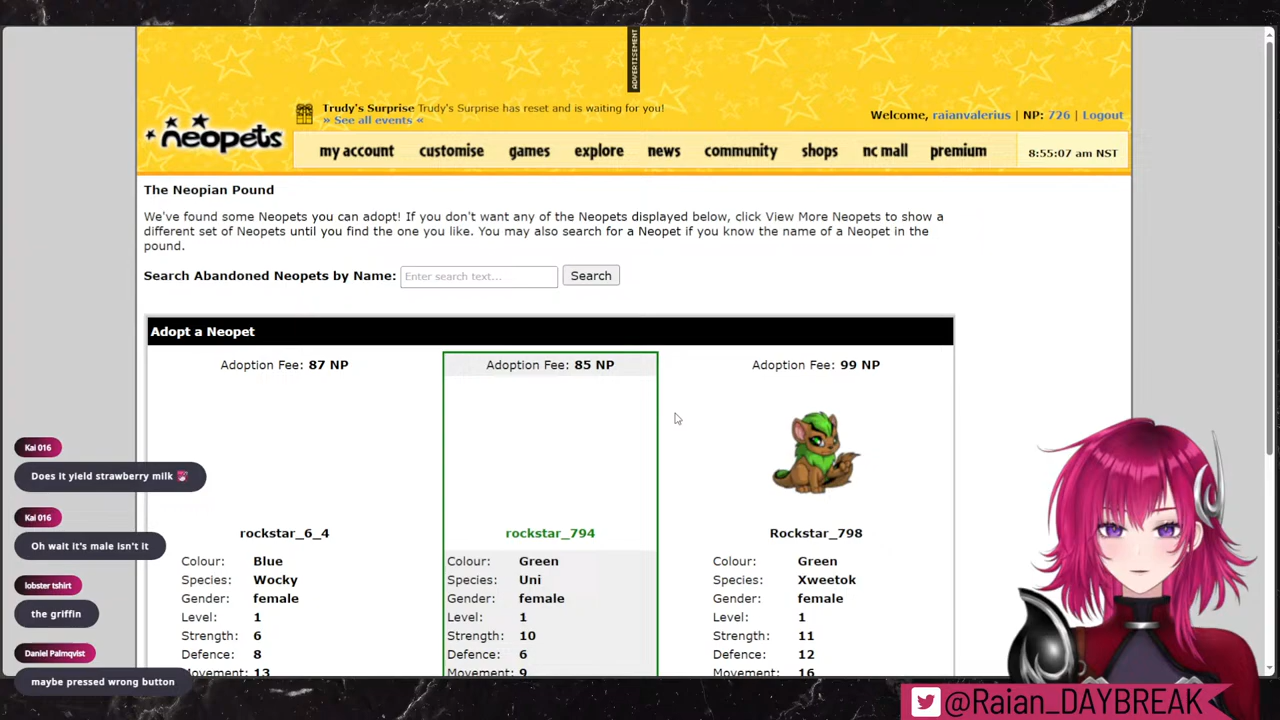 ADVERTISEMENT
Trudy's Surprise Trudy's Surprise has reset and is waiting for you!
» See all events «
Welcome, raianvalerius | NP: 726 | Logout
neopets
my account customise games explore news community shops nc mall premium 8:55:07 am NST
The Neopian Pound
We've found some Neopets you can adopt! If you don't want any of the Neopets displayed below, click View More Neopets to show a
different set of Neopets until you find the one you like. You may also search for a Neopet if you know the name of a Neopet in the
pound.
Search Abandoned Neopets by Name: Enter search text... Search
Adopt a Neopet
Adoption Fee: 87 NP
rockstar_6_4
Colour: Blue
Species: Wocky
Gender: female
Level: 1
Strength: 6
Defence: 8
Movement: 13
Adoption Fee: 85 NP
rockstar_794
Colour: Green
Species: Uni
Gender: female
Level: 1
Strength: 10
Defence: 6
Movement: 9
Adoption Fee: 99 NP
Rockstar_798
Colour: Green
Species: Xweetok
Gender: female
Level: 1
Strength: 11
Defence: 12
Movement: 16
Kai 016
Does it yield strawberry milk
Kai 016
Oh wait it's male isn't it
lobster tshirt
the griffin
Daniel Palmqvist
maybe pressed wrong button
@Raian_DAYBREAK